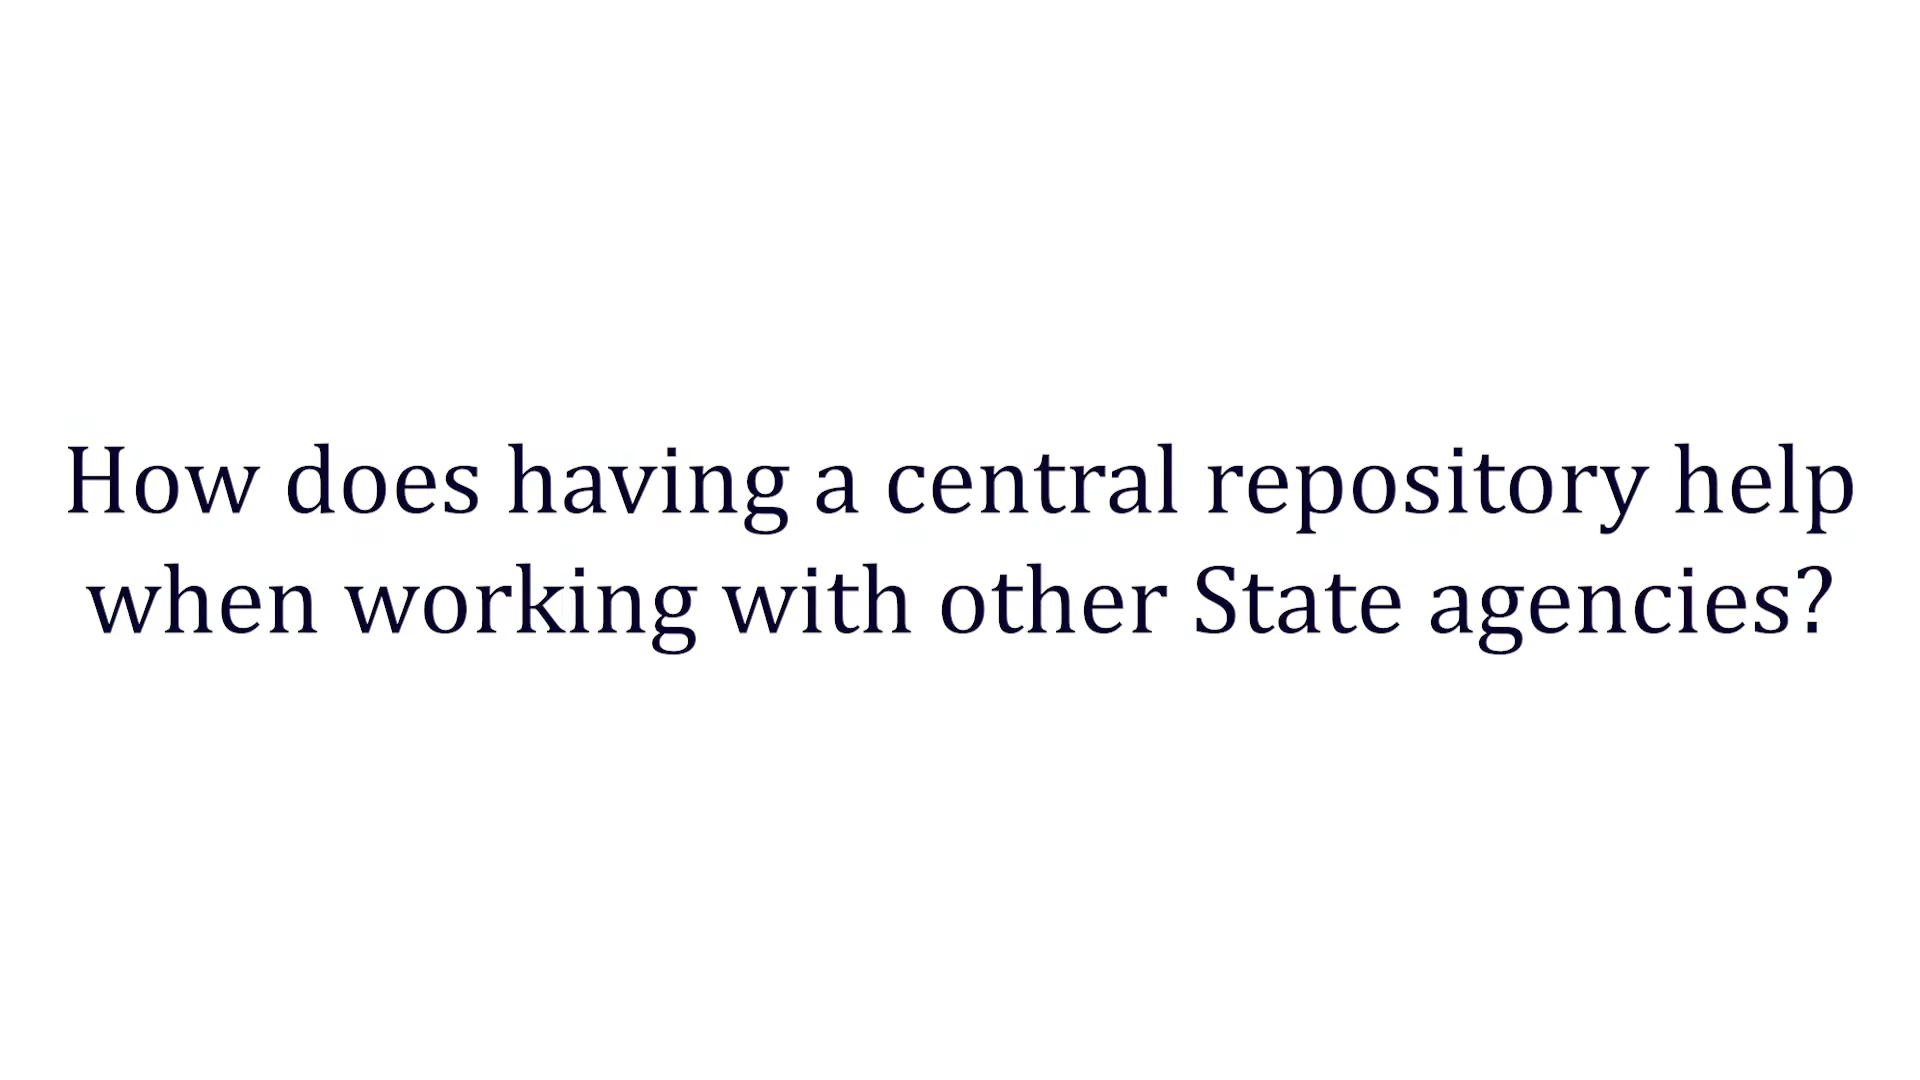 How does having a central repository help
when working with other State agencies?